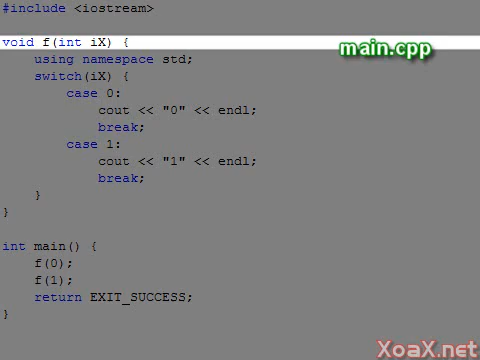 #include <iostream>
void f(int iX) {
main.cpp
using namespace std;
switch(iX) {
case 0:
cout << "0" << endl;
break;
case 1:
cout << "1" << endl;
break;
}
}
int main() {
f(0);
f(1);
return EXIT_SUCCESS;
}
XoaX.net